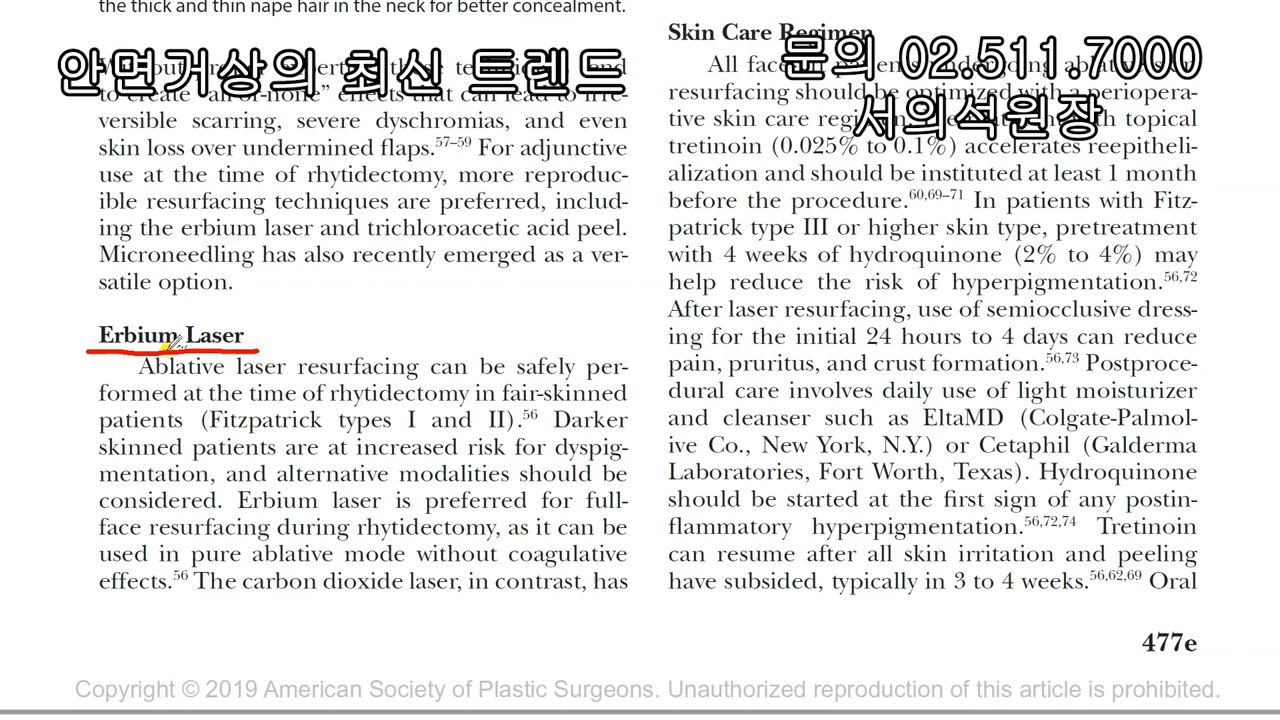 the thick and thin nape hair in the neck for better concealment.
안면거상의 최신 트렌드
to create “all-or-none” effects that can lead to irre-
versible scarring, severe dyschromias, and even
skin loss over undermined flaps.57–59 For adjunctive
use at the time of rhytidectomy, more reproduc-
ible resurfacing techniques are preferred, includ-
ing the erbium laser and trichloroacetic acid peel.
Microneedling has also recently emerged as a ver-
satile option.
Erbium Laser
Ablative laser resurfacing can be safely per-
formed at the time of rhytidectomy in fair-skinned
patients (Fitzpatrick types I and II).56 Darker
skinned patients are at increased risk for dyspig-
mentation, and alternative modalities should be
considered. Erbium laser is preferred for full-
face resurfacing during rhytidectomy, as it can be
used in pure ablative mode without coagulative
effects.56 The carbon dioxide laser, in contrast, has
Skin Care Regimen
문의 02.511.7000
서의석원장
All
resurfacing should be optimized with a periopera-
tive skin care topical
tretinoin (0.025% to 0.1%) accelerates reepitheli-
alization and should be instituted at least 1 month
before the procedure.60,69–71 In patients with Fitz-
patrick type III or higher skin type, pretreatment
with 4 weeks of hydroquinone (2% to 4%) may
help reduce the risk of hyperpigmentation.56,72
After laser resurfacing, use of semiocclusive dress-
ing for the initial 24 hours to 4 days can reduce
pain, pruritus, and crust formation.56,73 Postproce-
dural care involves daily use of light moisturizer
and cleanser such as EltaMD (Colgate-Palmol-
ive Co., New York, N.Y.) or Cetaphil (Galderma
Laboratories, Fort Worth, Texas). Hydroquinone
should be started at the first sign of any postin-
flammatory hyperpigmentation.56,72,74 Tretinoin
can resume after all skin irritation and peeling
have subsided, typically in 3 to 4 weeks.56,62,69 Oral
477e
Copyright © 2019 American Society of Plastic Surgeons. Unauthorized reproduction of this article is prohibited.